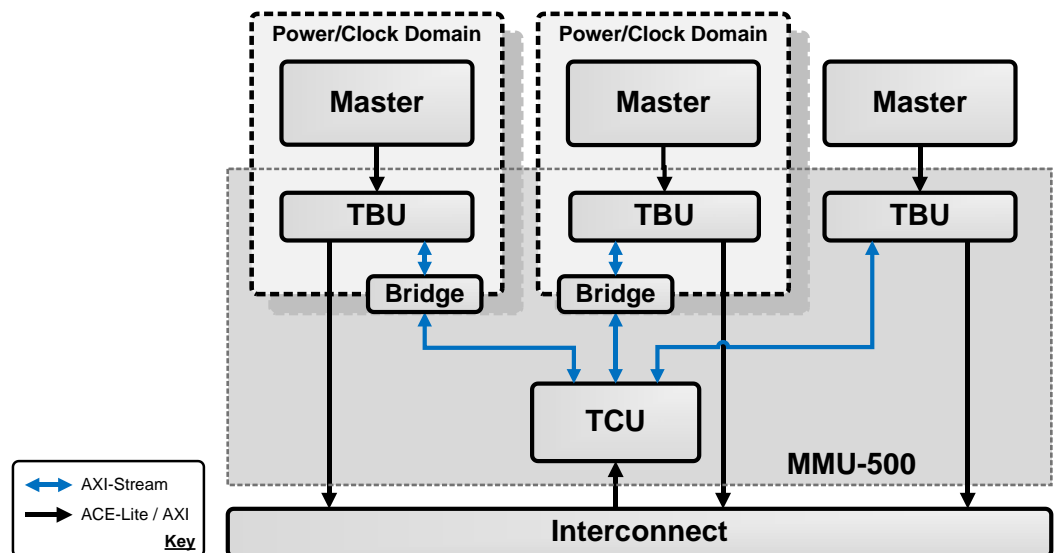 Power/Clock Domain
Power/Clock Domain
Master
Master
Master
TBU
TBU
TBU
Bridge
Bridge
TCU
MMU-500
AXI-Stream
ACE-Lite / AXI
Key
Interconnect